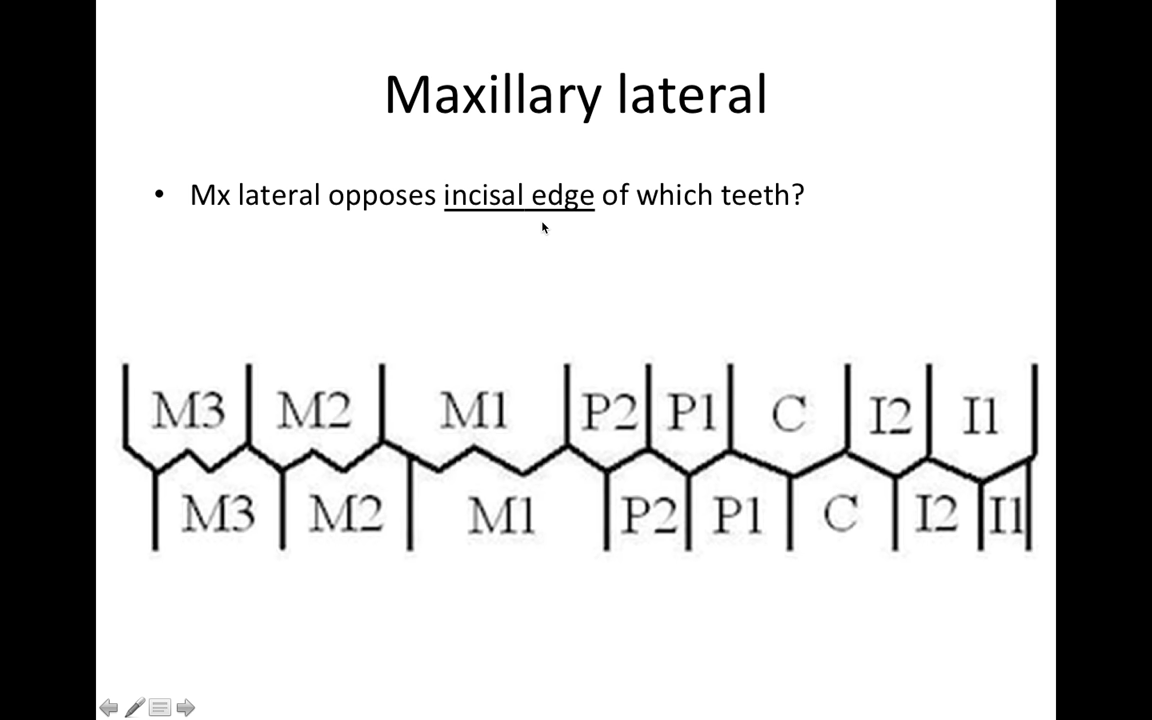 Maxillary lateral
• Mx lateral opposes incisal edge of which teeth?
M3 M2 M1 P2 P1 C I2 I1
M3 M2 M1 P2 P1 C I2 I1